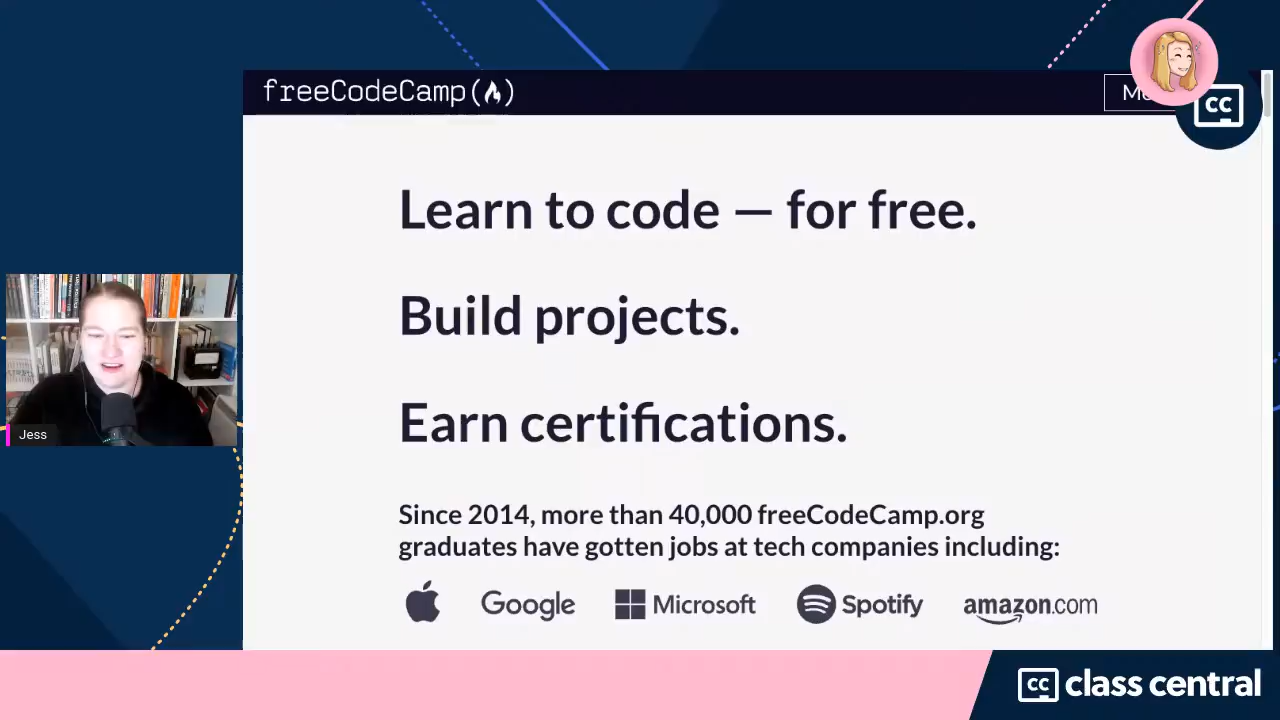 freeCodeCamp(🔥)
CC
Learn to code — for free.
Build projects.
Earn certifications.
Jess
Since 2014, more than 40,000 freeCodeCamp.org
graduates have gotten jobs at tech companies including:
Google
Microsoft
Spotify
amazon.com
CC class central